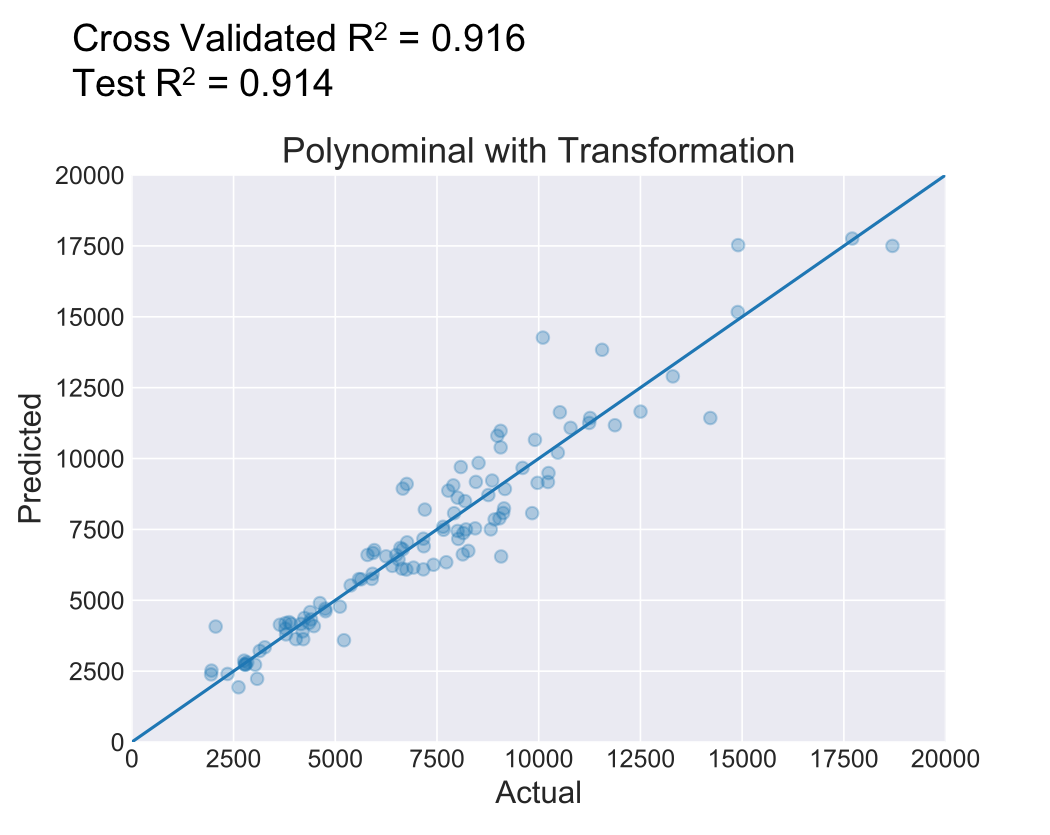 Cross Validated R² = 0.916
Test R² = 0.914
Polynominal with Transformation
20000
17500
15000
12500
10000
7500
5000
2500
0
Predicted
0 2500 5000 7500 10000 12500 15000 17500 20000
Actual